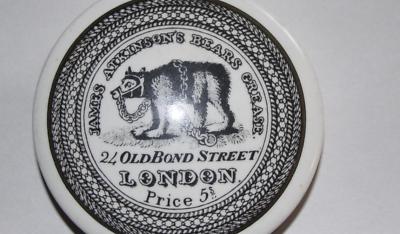 JAMES ATKINSON'S BEARS GREASE.
24 OLD BOND STREET
LONDON.
Price 5s